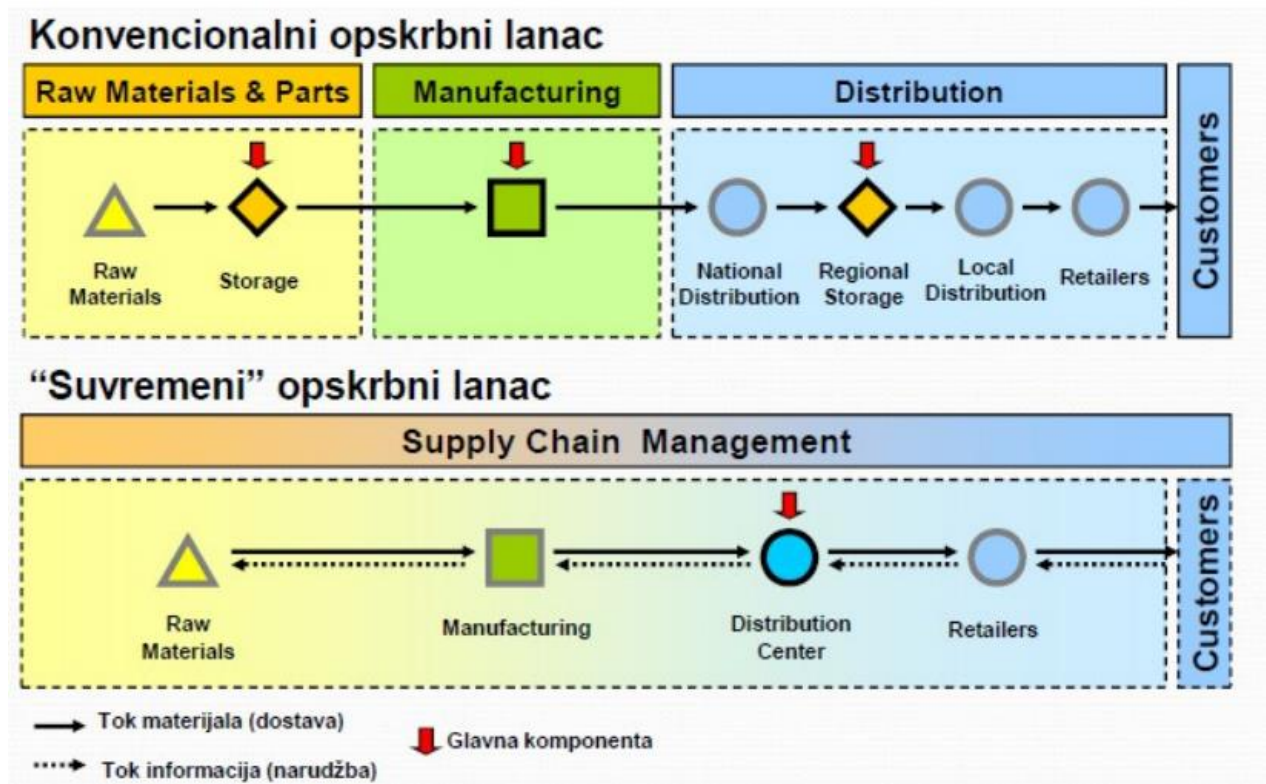 Konvencionalni opskrbni lanac
Raw Materials & Parts
Manufacturing
Distribution
Customers
Raw
Materials
Storage
National
Distribution
Regional
Storage
Local
Distribution
Retailers
“Suvremeni” opskrbni lanac
Supply Chain Management
Customers
Raw
Materials
Manufacturing
Distribution
Center
Retailers
Tok materijala (dostava)
Glavna komponenta
Tok informacija (narudžba)